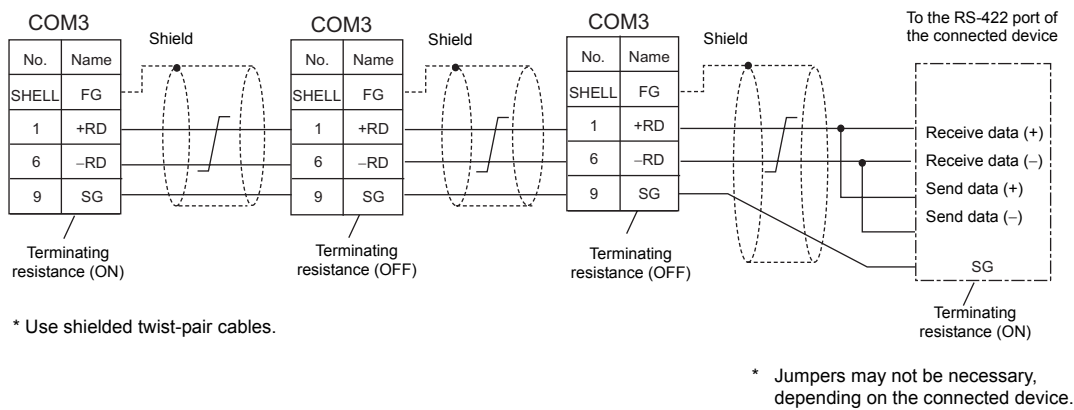 COM3
No. Name
SHELL FG
1 +RD
6 –RD
9 SG
Shield
Terminating
resistance (ON)
COM3
No. Name
SHELL FG
1 +RD
6 –RD
9 SG
Shield
Terminating
resistance (OFF)
COM3
No. Name
SHELL FG
1 +RD
6 –RD
9 SG
Shield
Terminating
resistance (OFF)
To the RS-422 port of
the connected device
Receive data (+)
Receive data (–)
Send data (+)
Send data (–)
SG
Terminating
resistance (ON)
* Use shielded twist-pair cables.
* Jumpers may not be necessary,
depending on the connected device.